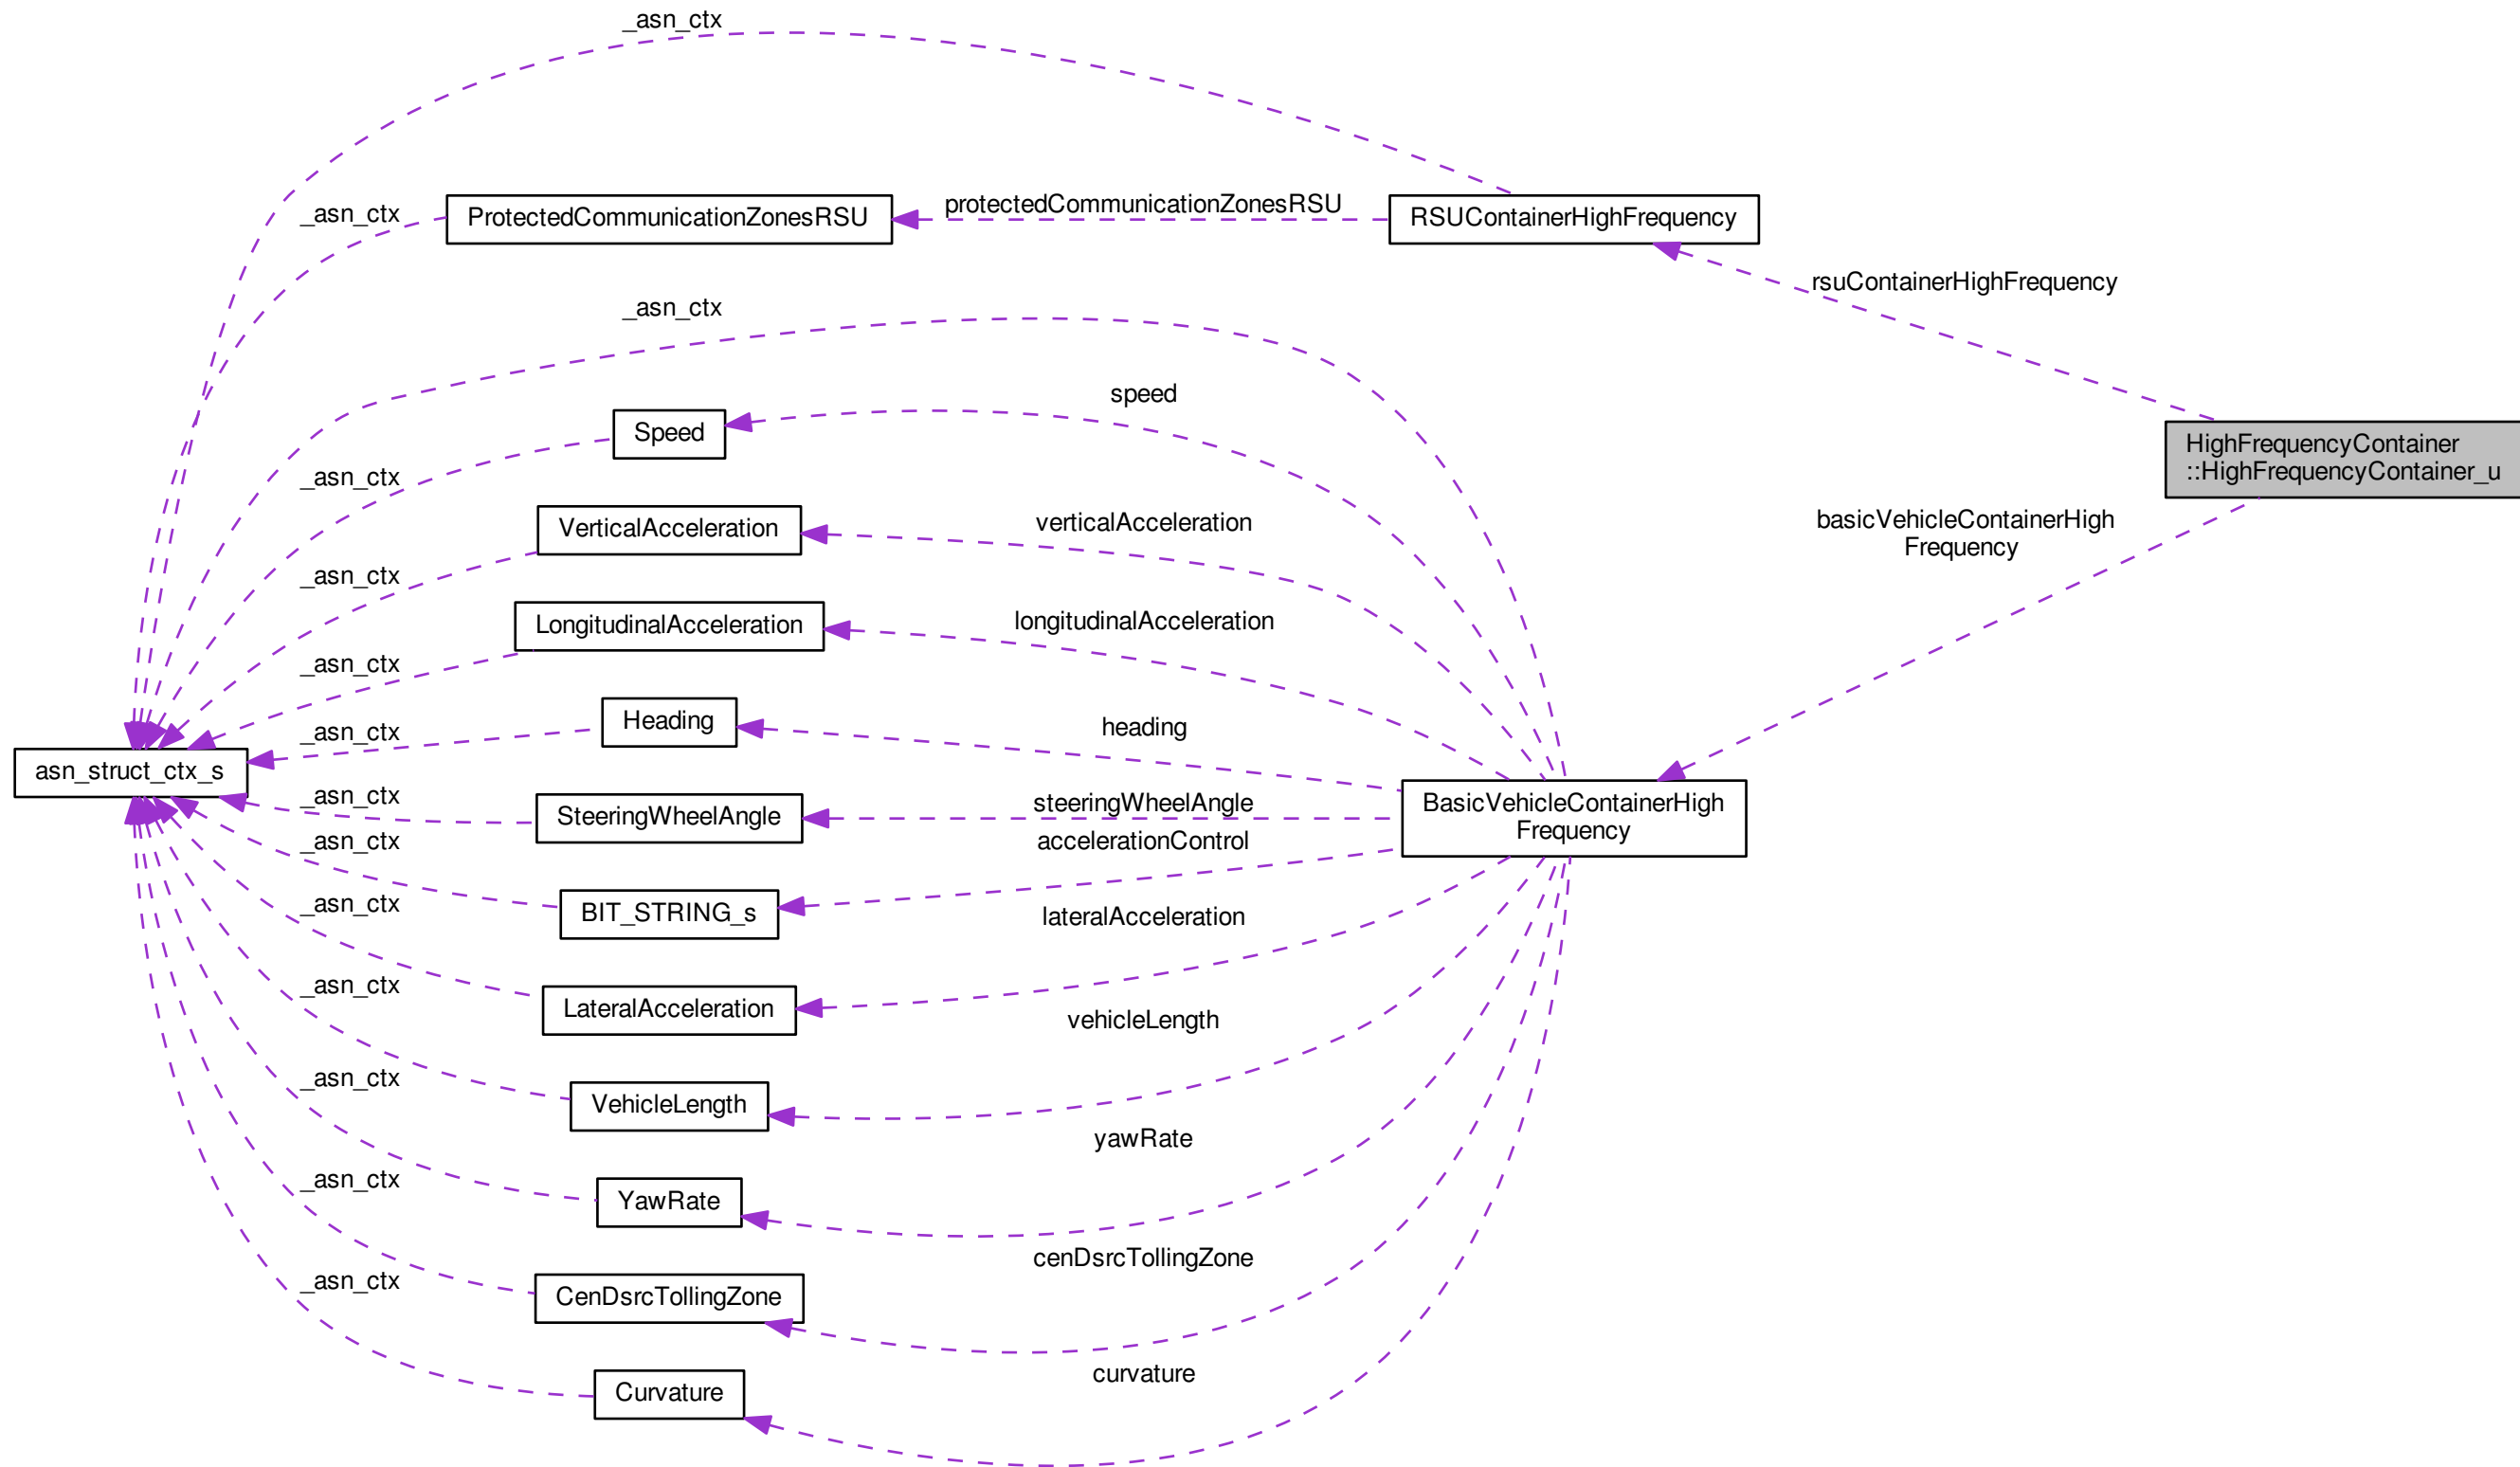 _asn_ctx
ProtectedCommunicationZonesRSU
_asn_ctx
protectedCommunicationZonesRSU
RSUContainerHighFrequency
rsuContainerHighFrequency
_asn_ctx
speed
Speed
HighFrequencyContainer
::HighFrequencyContainer_u
_asn_ctx
VerticalAcceleration
verticalAcceleration
basicVehicleContainerHigh
Frequency
_asn_ctx
LongitudinalAcceleration
longitudinalAcceleration
_asn_ctx
Heading
heading
_asn_ctx
asn_struct_ctx_s
_asn_ctx
SteeringWheelAngle
steeringWheelAngle
BasicVehicleContainerHigh
Frequency
_asn_ctx
accelerationControl
BIT_STRING_s
_asn_ctx
lateralAcceleration
LateralAcceleration
_asn_ctx
vehicleLength
VehicleLength
_asn_ctx
yawRate
YawRate
_asn_ctx
cenDsrcTollingZone
CenDsrcTollingZone
_asn_ctx
curvature
Curvature